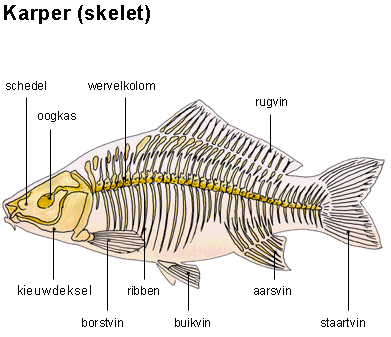 Karper (skelet)
schedel
wervelkolom
rugvin
oogkas
kieuwdeksel
ribben
aarsvin
borstvin
buikvin
staartvin